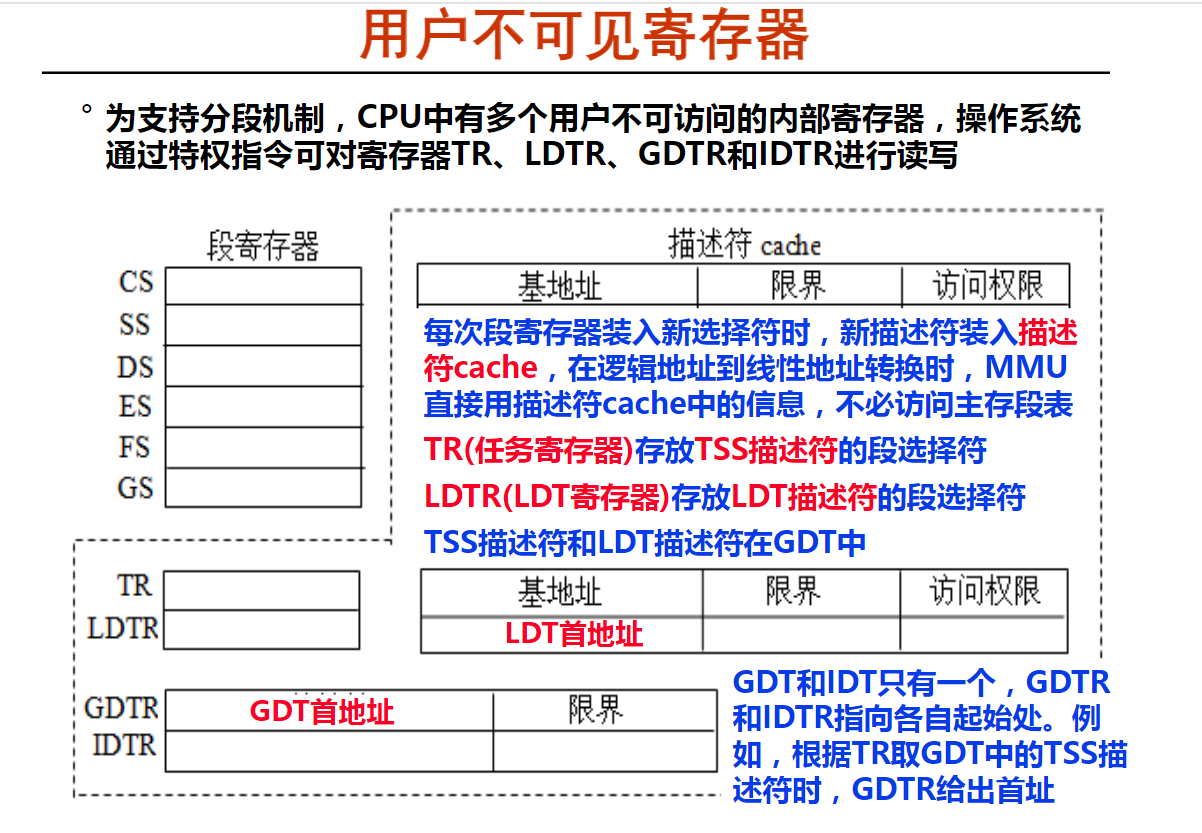 用户不可见寄存器
° 为支持分段机制，CPU中有多个用户不可访问的内部寄存器，操作系统
通过特权指令可对寄存器TR、LDTR、GDTR和IDTR进行读写
段寄存器
描述符 cache
CS
基地址 限界 访问权限
SS
DS
ES
FS
GS
每次段寄存器装入新选择符时，新描述符装入描述
符cache，在逻辑地址到线性地址转换时，MMU
直接用描述符cache中的信息，不必访问主存段表
TR(任务寄存器)存放TSS描述符的段选择符
LDTR(LDT寄存器)存放LDT描述符的段选择符
TSS描述符和LDT描述符在GDT中
TR 基地址 限界 访问权限
LDTR LDT首地址
GDTR GDT首地址 限界
IDTR
GDT和IDT只有一个，GDTR
和IDTR指向各自起始处。例
如，根据TR取GDT中的TSS描
述符时，GDTR给出首址